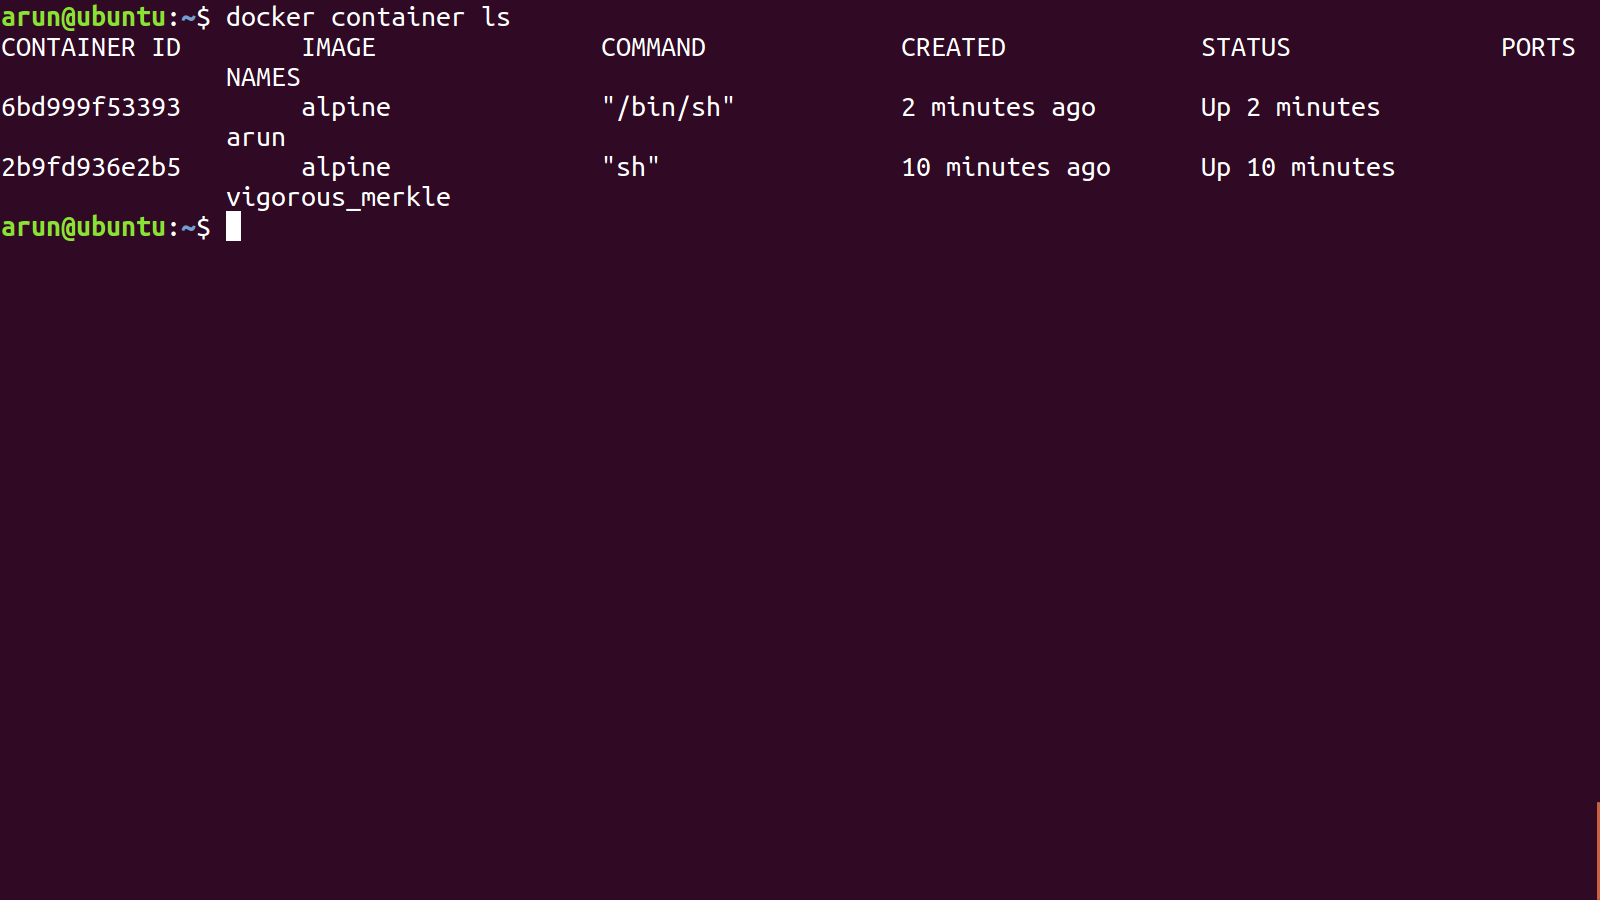 arun@ubuntu:~$ docker container ls
CONTAINER ID        IMAGE               COMMAND             CREATED             STATUS              PORTS
               NAMES
6bd999f53393        alpine              "/bin/sh"           2 minutes ago       Up 2 minutes
               arun
2b9fd936e2b5        alpine              "sh"                10 minutes ago      Up 10 minutes
               vigorous_merkle
arun@ubuntu:~$